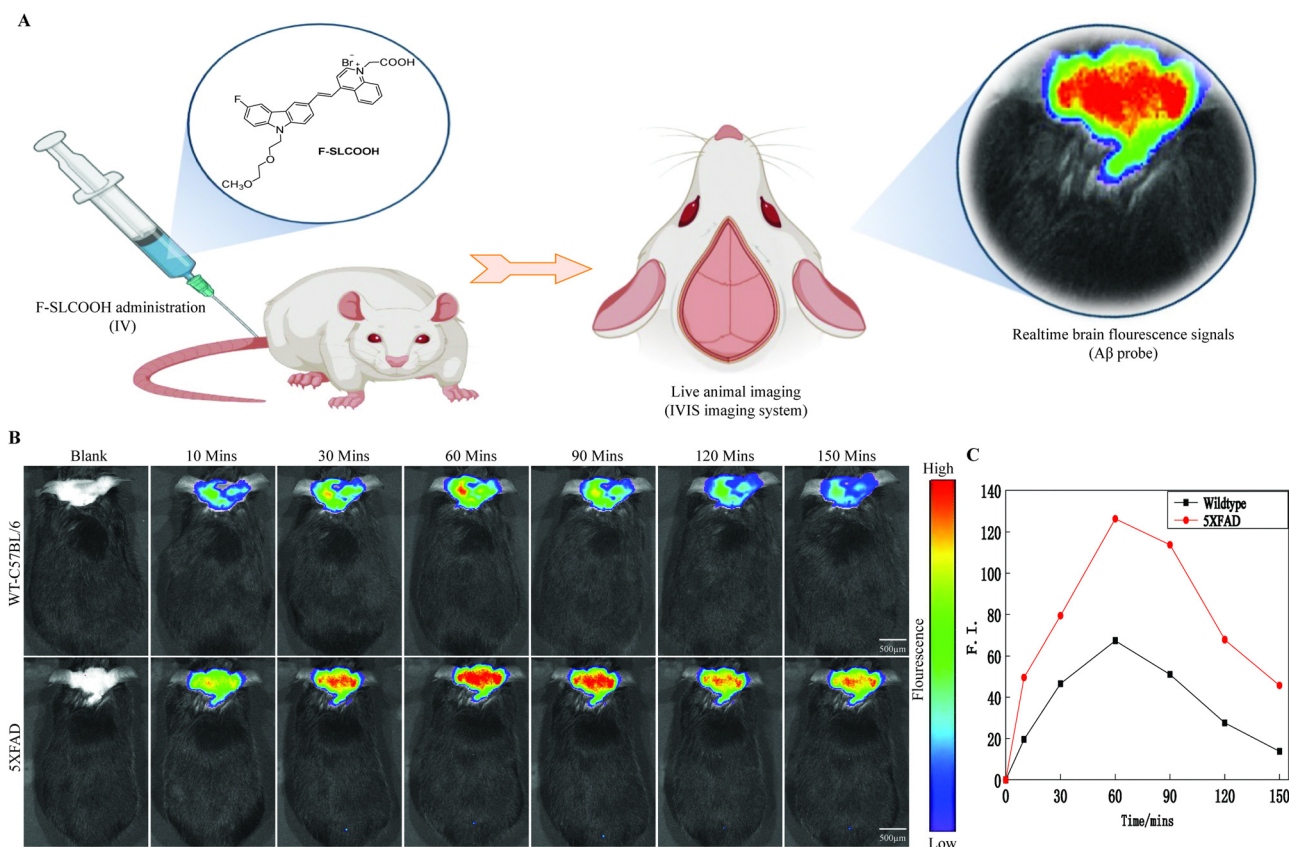 A
Br⁻
N⁺
COOH
F
N
O
O
CH₃O
F-SLCOOH
F-SLCOOH administration
(IV)
Live animal imaging
(IVIS imaging system)
Realtime brain flourescence signals
(Aβ probe)
B
Blank 10 Mins 30 Mins 60 Mins 90 Mins 120 Mins 150 Mins
WT-C57BL/6
500μm
5XFAD
500μm
High
Flourescence
Low
C
Wildtype
5XFAD
140
120
100
80
60
40
20
0
F. I.
0 30 60 90 120 150
Time/mins